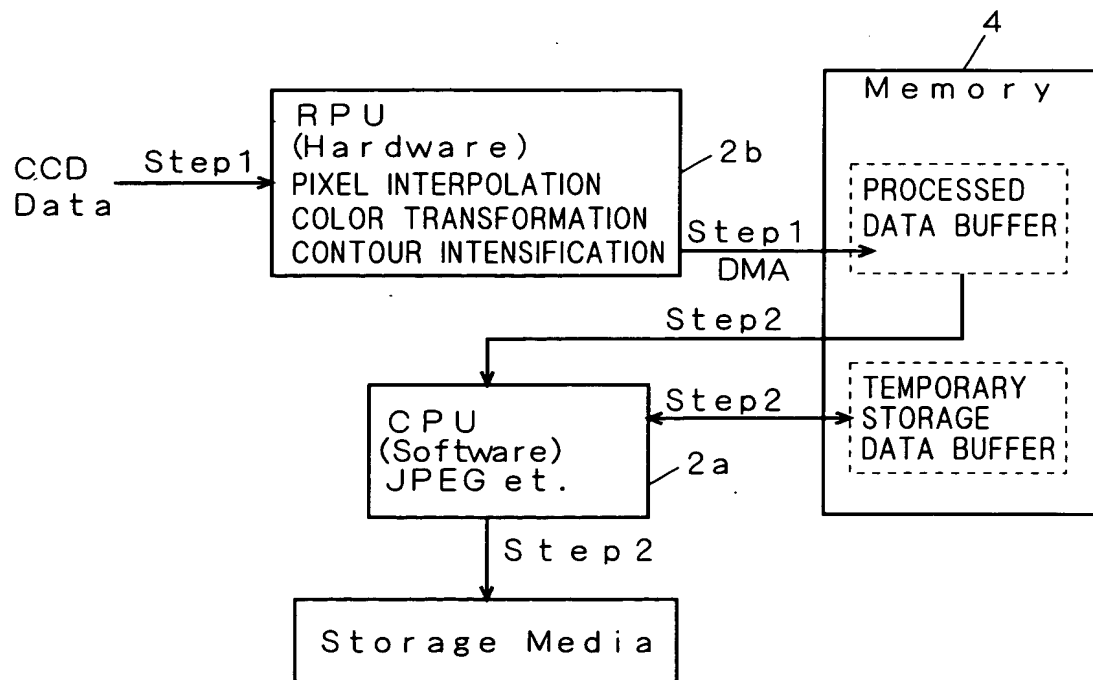 4
Memory
RPU
(Hardware)
PIXEL INTERPOLATION
COLOR TRANSFORMATION
CONTOUR INTENSIFICATION
2b
CCD
Data
Step1
PROCESSED
DATA BUFFER
Step1
DMA
Step2
CPU
(Software)
JPEG et.
2a
Step2
TEMPORARY
STORAGE
DATA BUFFER
Step2
Storage Media